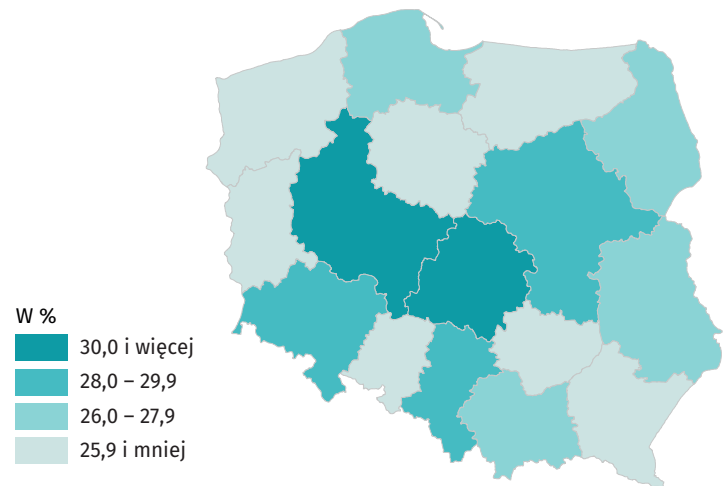 W %
30,0 i więcej
28,0 – 29,9
26,0 – 27,9
25,9 i mniej